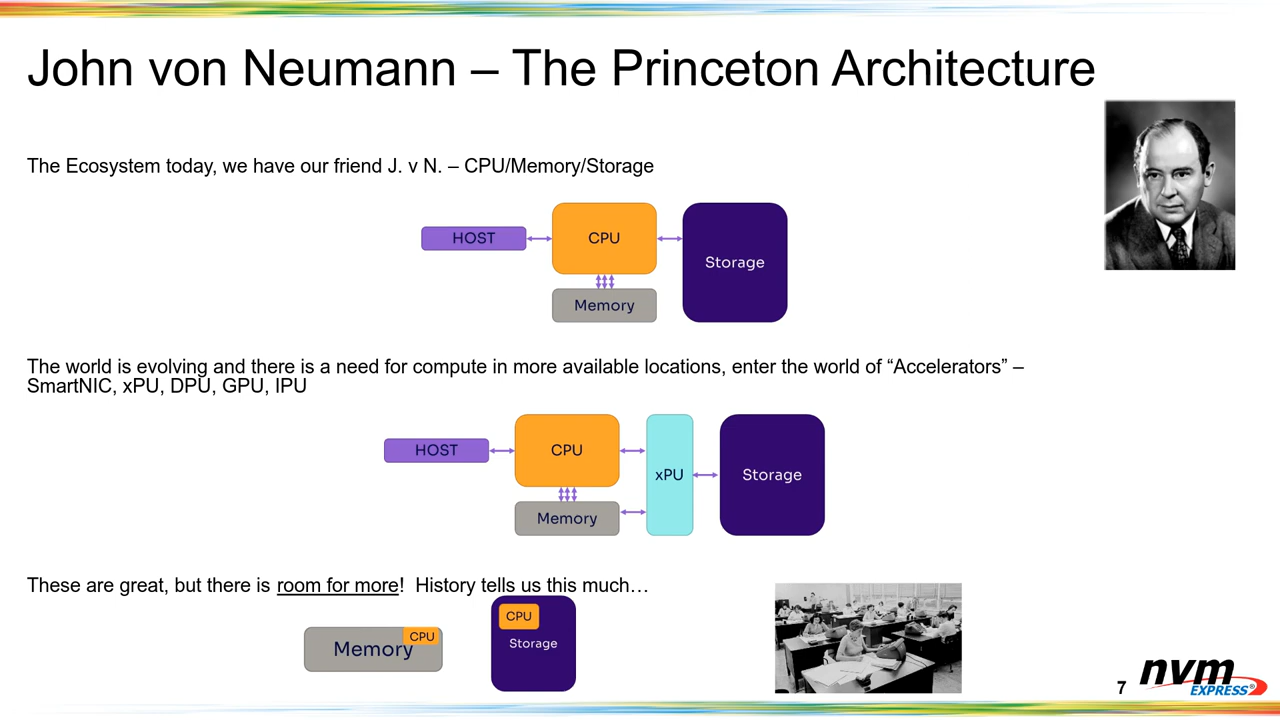 John von Neumann – The Princeton Architecture
The Ecosystem today, we have our friend J. v N. – CPU/Memory/Storage
HOST
CPU
Storage
Memory
The world is evolving and there is a need for compute in more available locations, enter the world of “Accelerators” –
SmartNIC, xPU, DPU, GPU, IPU
HOST
CPU
xPU
Storage
Memory
These are great, but there is room for more!  History tells us this much…
Memory
CPU
CPU
Storage
7
nvm
EXPRESS®